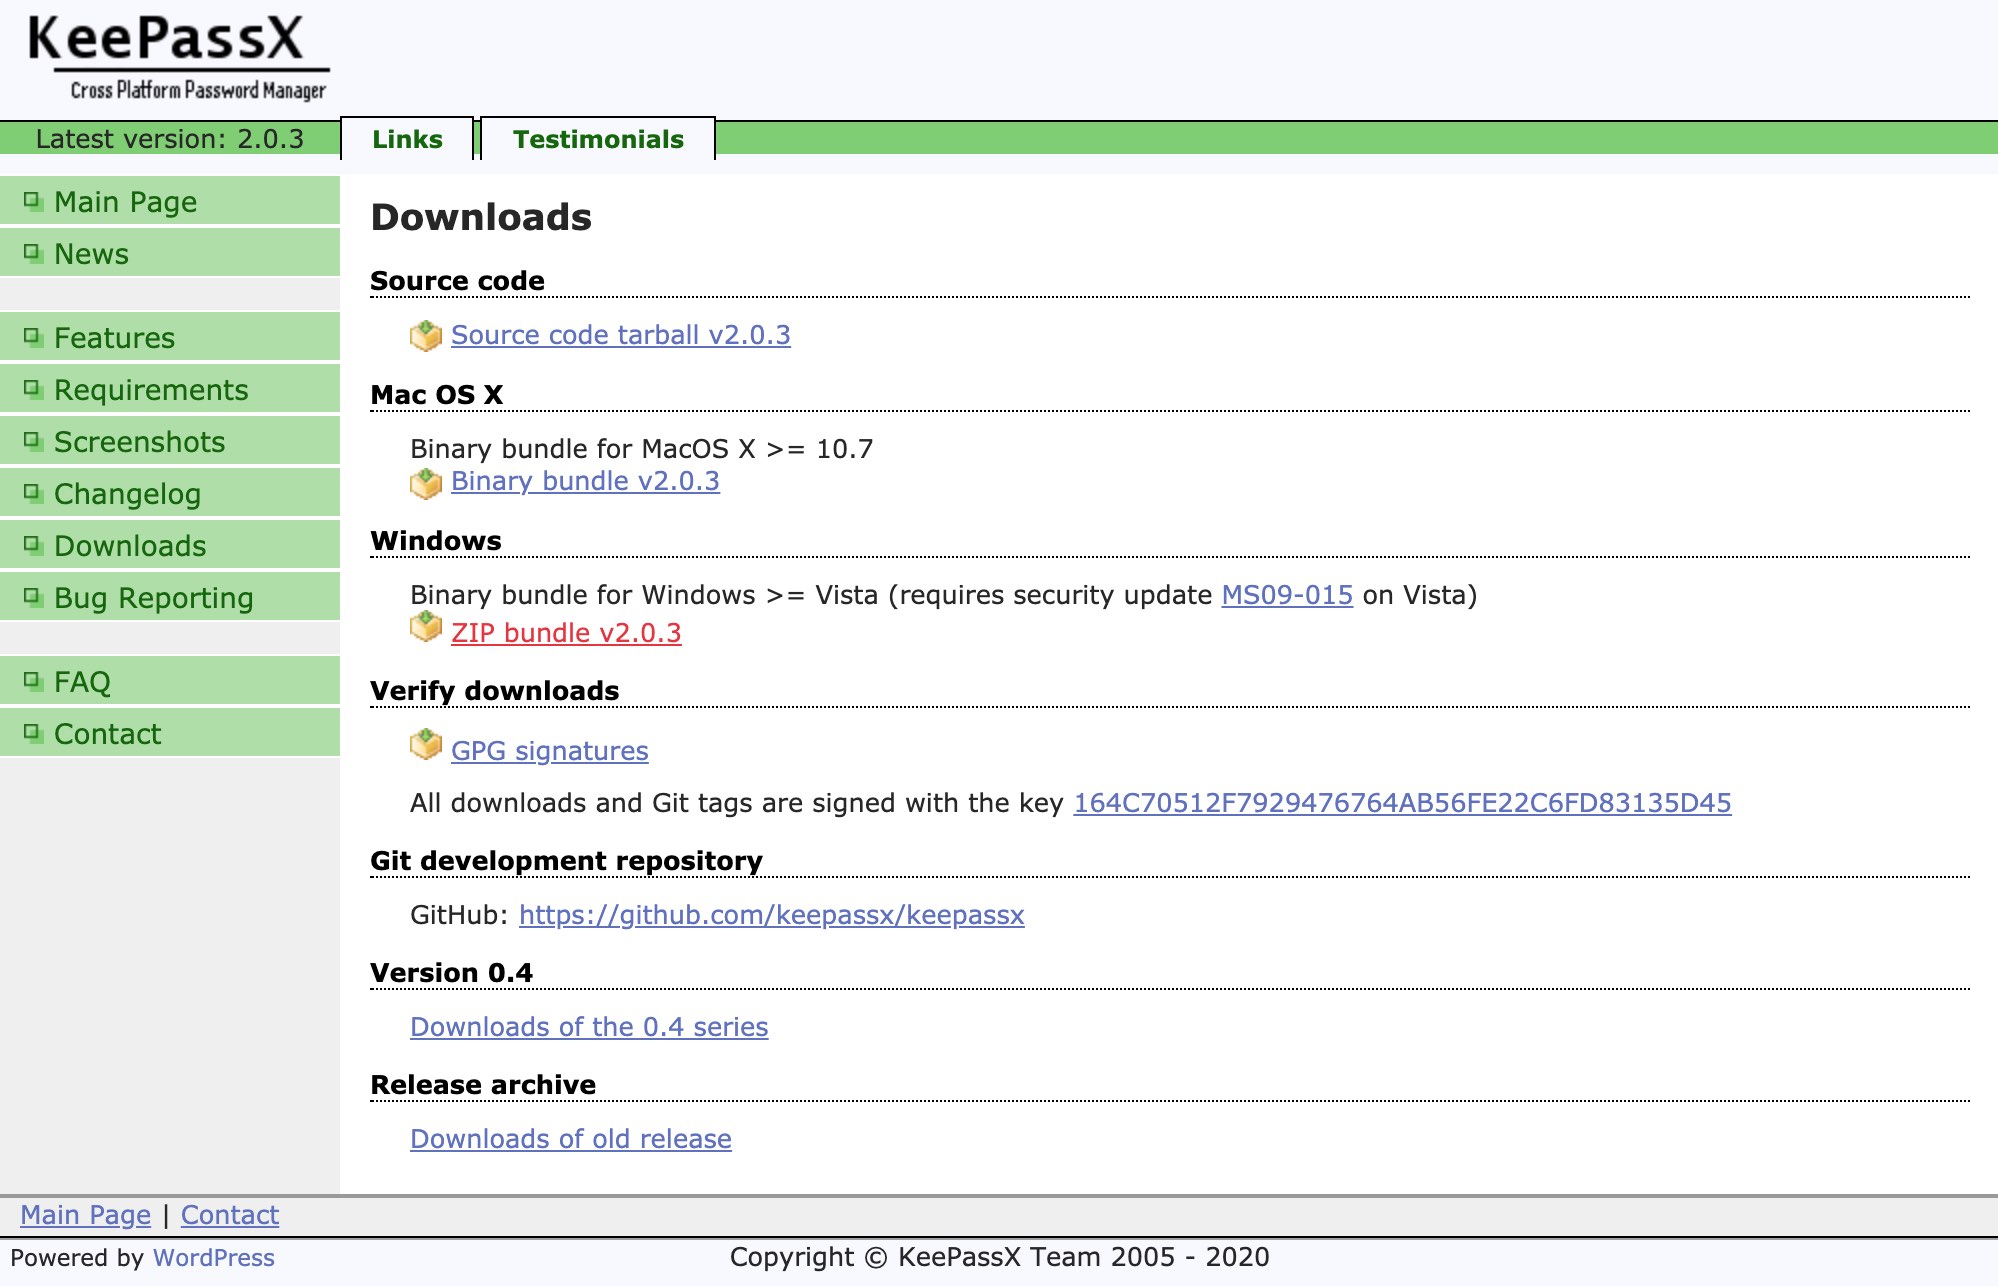 KeePassX
Cross Platform Password Manager
Latest version: 2.0.3
Links
Testimonials
Main Page
News
Features
Requirements
Screenshots
Changelog
Downloads
Bug Reporting
FAQ
Contact
Downloads
Source code
Source code tarball v2.0.3
Mac OS X
Binary bundle for MacOS X >= 10.7
Binary bundle v2.0.3
Windows
Binary bundle for Windows >= Vista (requires security update MS09-015 on Vista)
ZIP bundle v2.0.3
Verify downloads
GPG signatures
All downloads and Git tags are signed with the key 164C70512F7929476764AB56FE22C6FD83135D45
Git development repository
GitHub: https://github.com/keepassx/keepassx
Version 0.4
Downloads of the 0.4 series
Release archive
Downloads of old release
Main Page | Contact
Powered by WordPress
Copyright © KeePassX Team 2005 - 2020